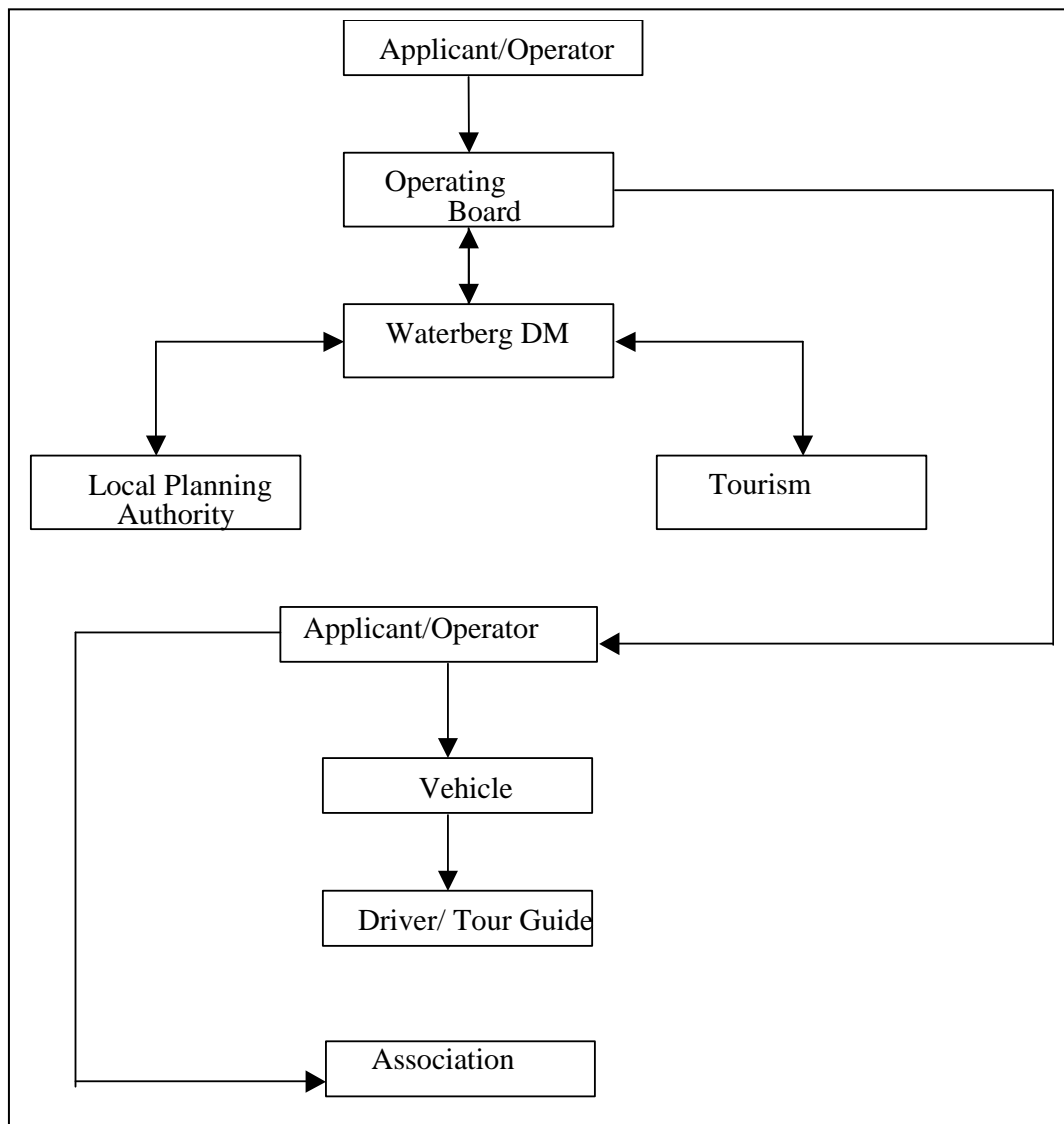 Applicant/Operator
Operating
Board
Waterberg DM
Local Planning
Authority
Tourism
Applicant/Operator
Vehicle
Driver/ Tour Guide
Association